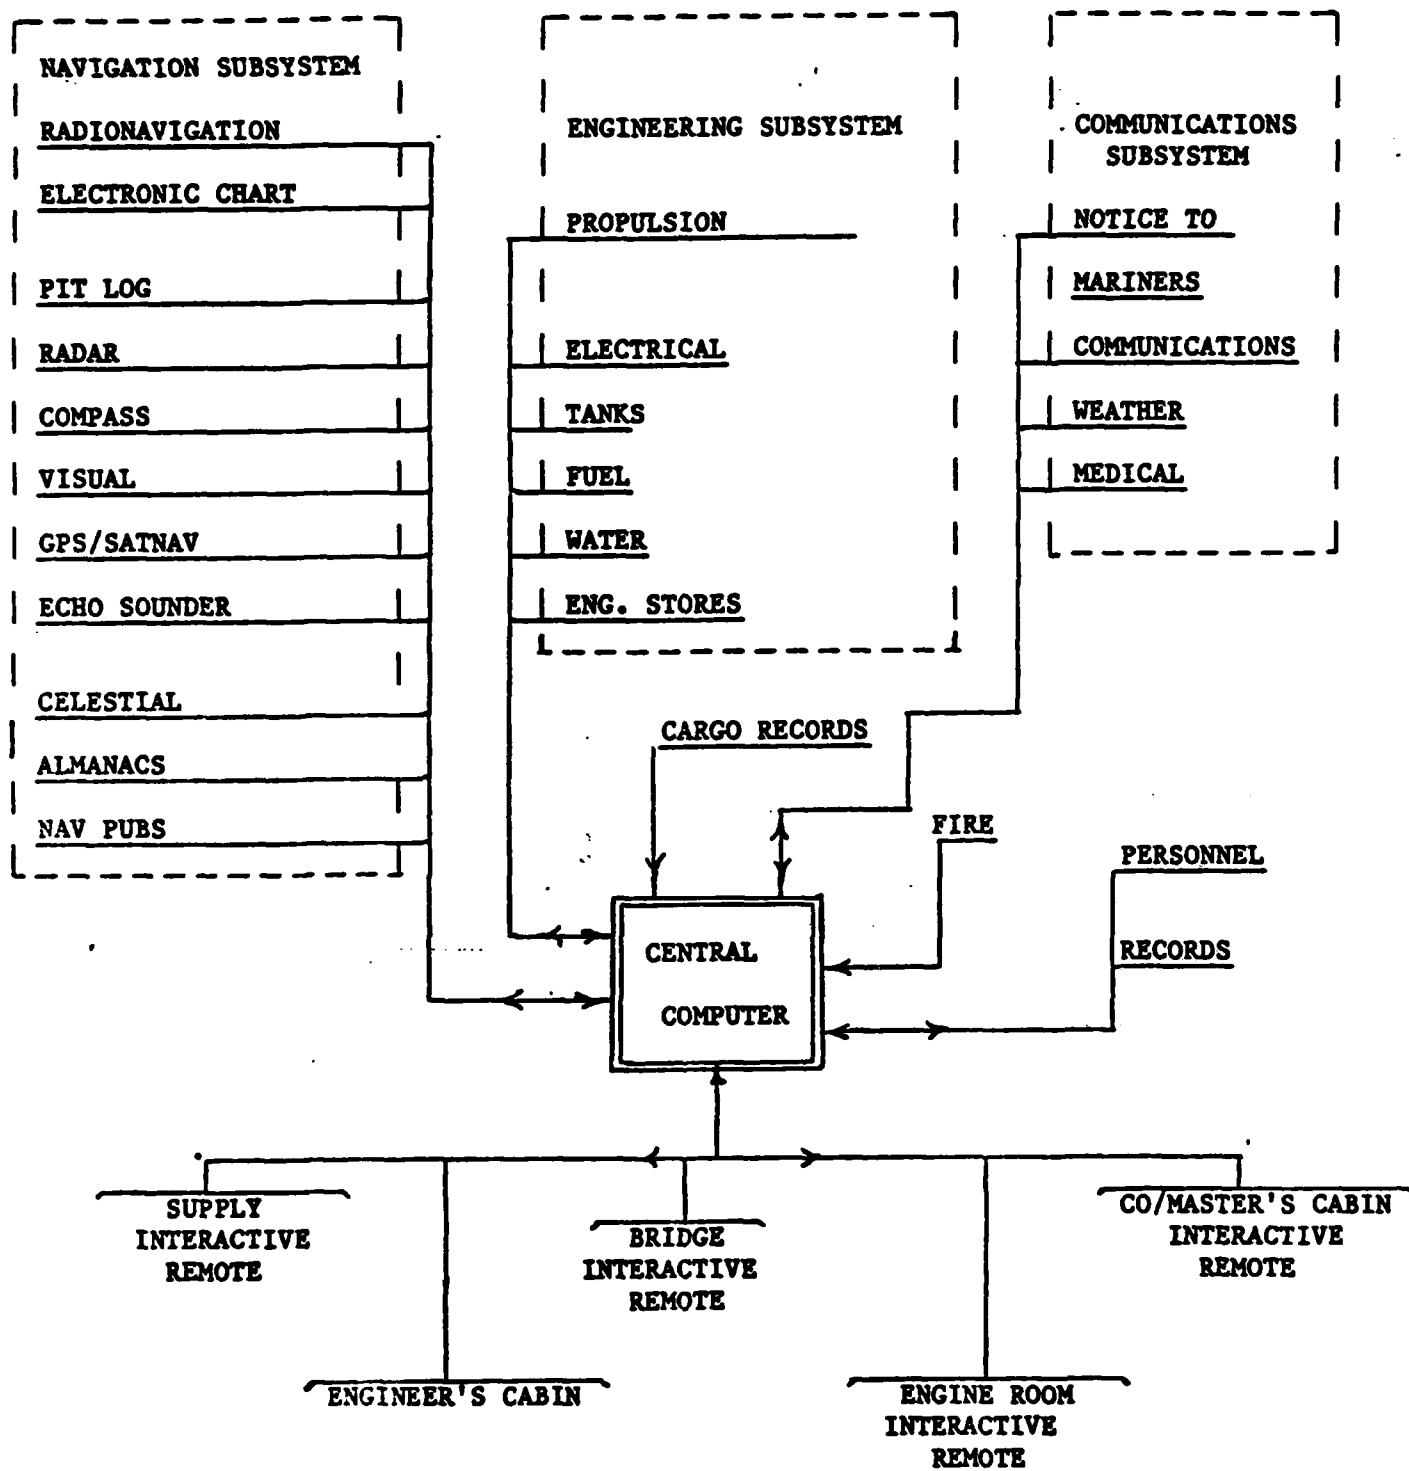 NAVIGATION SUBSYSTEM
RADIONAVIGATION
ELECTRONIC CHART
PIT LOG
RADAR
COMPASS
VISUAL
GPS/SATNAV
ECHO SOUNDER
CELESTIAL
ALMANACS
NAV PUBS
ENGINEERING SUBSYSTEM
PROPULSION
ELECTRICAL
TANKS
FUEL
WATER
ENG. STORES
COMMUNICATIONS
SUBSYSTEM
NOTICE TO
MARINERS
COMMUNICATIONS
WEATHER
MEDICAL
CARGO RECORDS
FIRE
PERSONNEL
RECORDS
CENTRAL
COMPUTER
SUPPLY
INTERACTIVE
REMOTE
ENGINEER'S CABIN
BRIDGE
INTERACTIVE
REMOTE
ENGINE ROOM
INTERACTIVE
REMOTE
CO/MASTER'S CABIN
INTERACTIVE
REMOTE